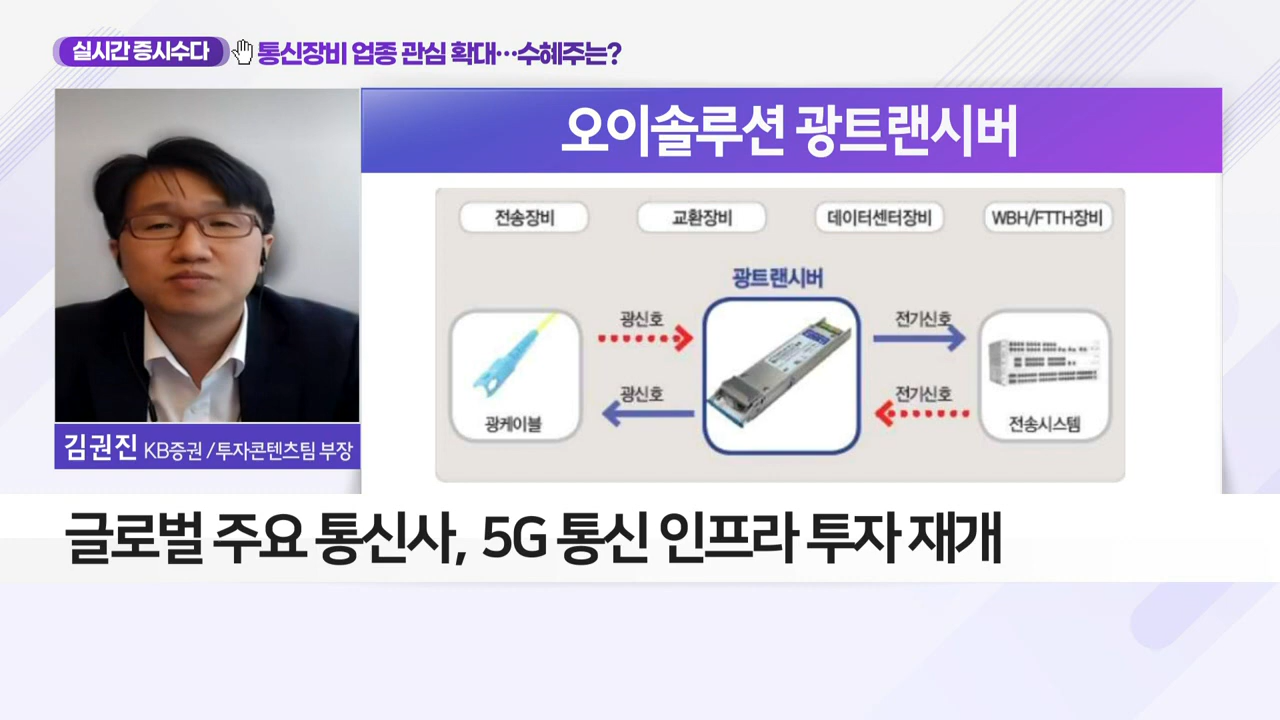 실시간 증시수다 통신장비 업종 관심 확대…수혜주는?
오이솔루션 광트랜시버
전송장비 교환장비 데이터센터장비 WBH/FTTH장비
광트랜시버
광신호 전기신호
광신호 전기신호
광케이블 전송시스템
김권진 KB증권 / 투자콘텐츠팀 부장
글로벌 주요 통신사, 5G 통신 인프라 투자 재개